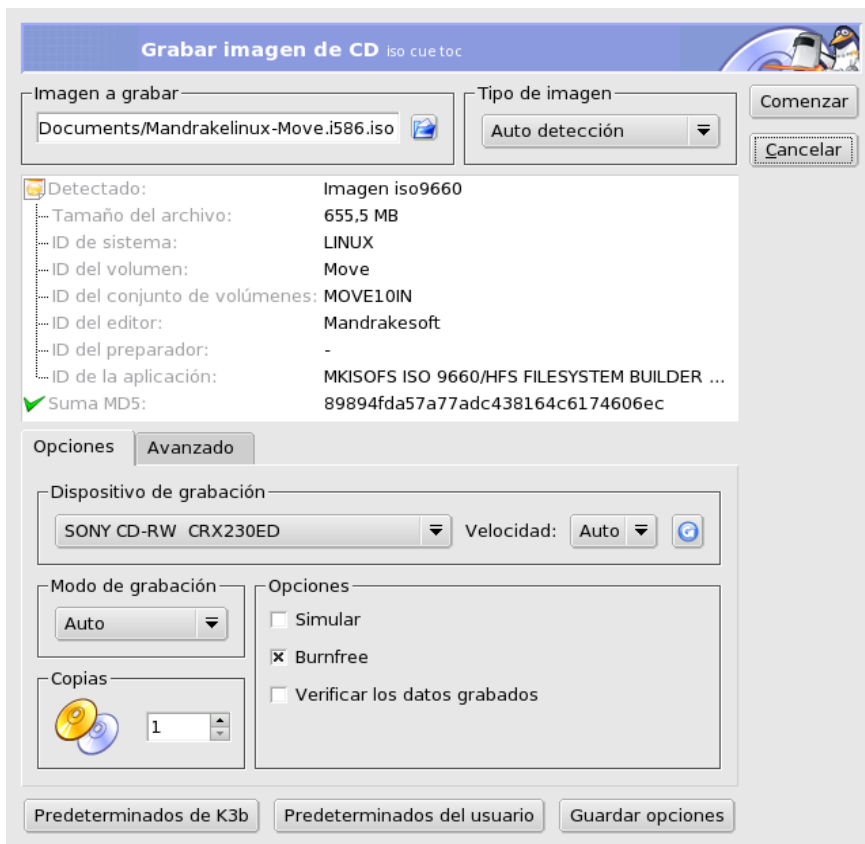 Grabar imagen de CD iso cue toc
Imagen a grabar
Documents/Mandrakelinux-Move.i586.iso
Tipo de imagen
Auto detección
Comenzar
Cancelar
Detectado: Imagen iso9660
Tamaño del archivo: 655,5 MB
ID de sistema: LINUX
ID del volumen: Move
ID del conjunto de volúmenes: MOVE10IN
ID del editor: Mandrakesoft
ID del preparador: -
ID de la aplicación: MKISOFS ISO 9660/HFS FILESYSTEM BUILDER ...
Suma MD5: 89894fda57a77adc438164c6174606ec
Opciones
Avanzado
Dispositivo de grabación
SONY CD-RW CRX230ED
Velocidad: Auto
Modo de grabación
Auto
Opciones
Simular
Burnfree
Verificar los datos grabados
Copias
1
Predeterminados de K3b
Predeterminados del usuario
Guardar opciones